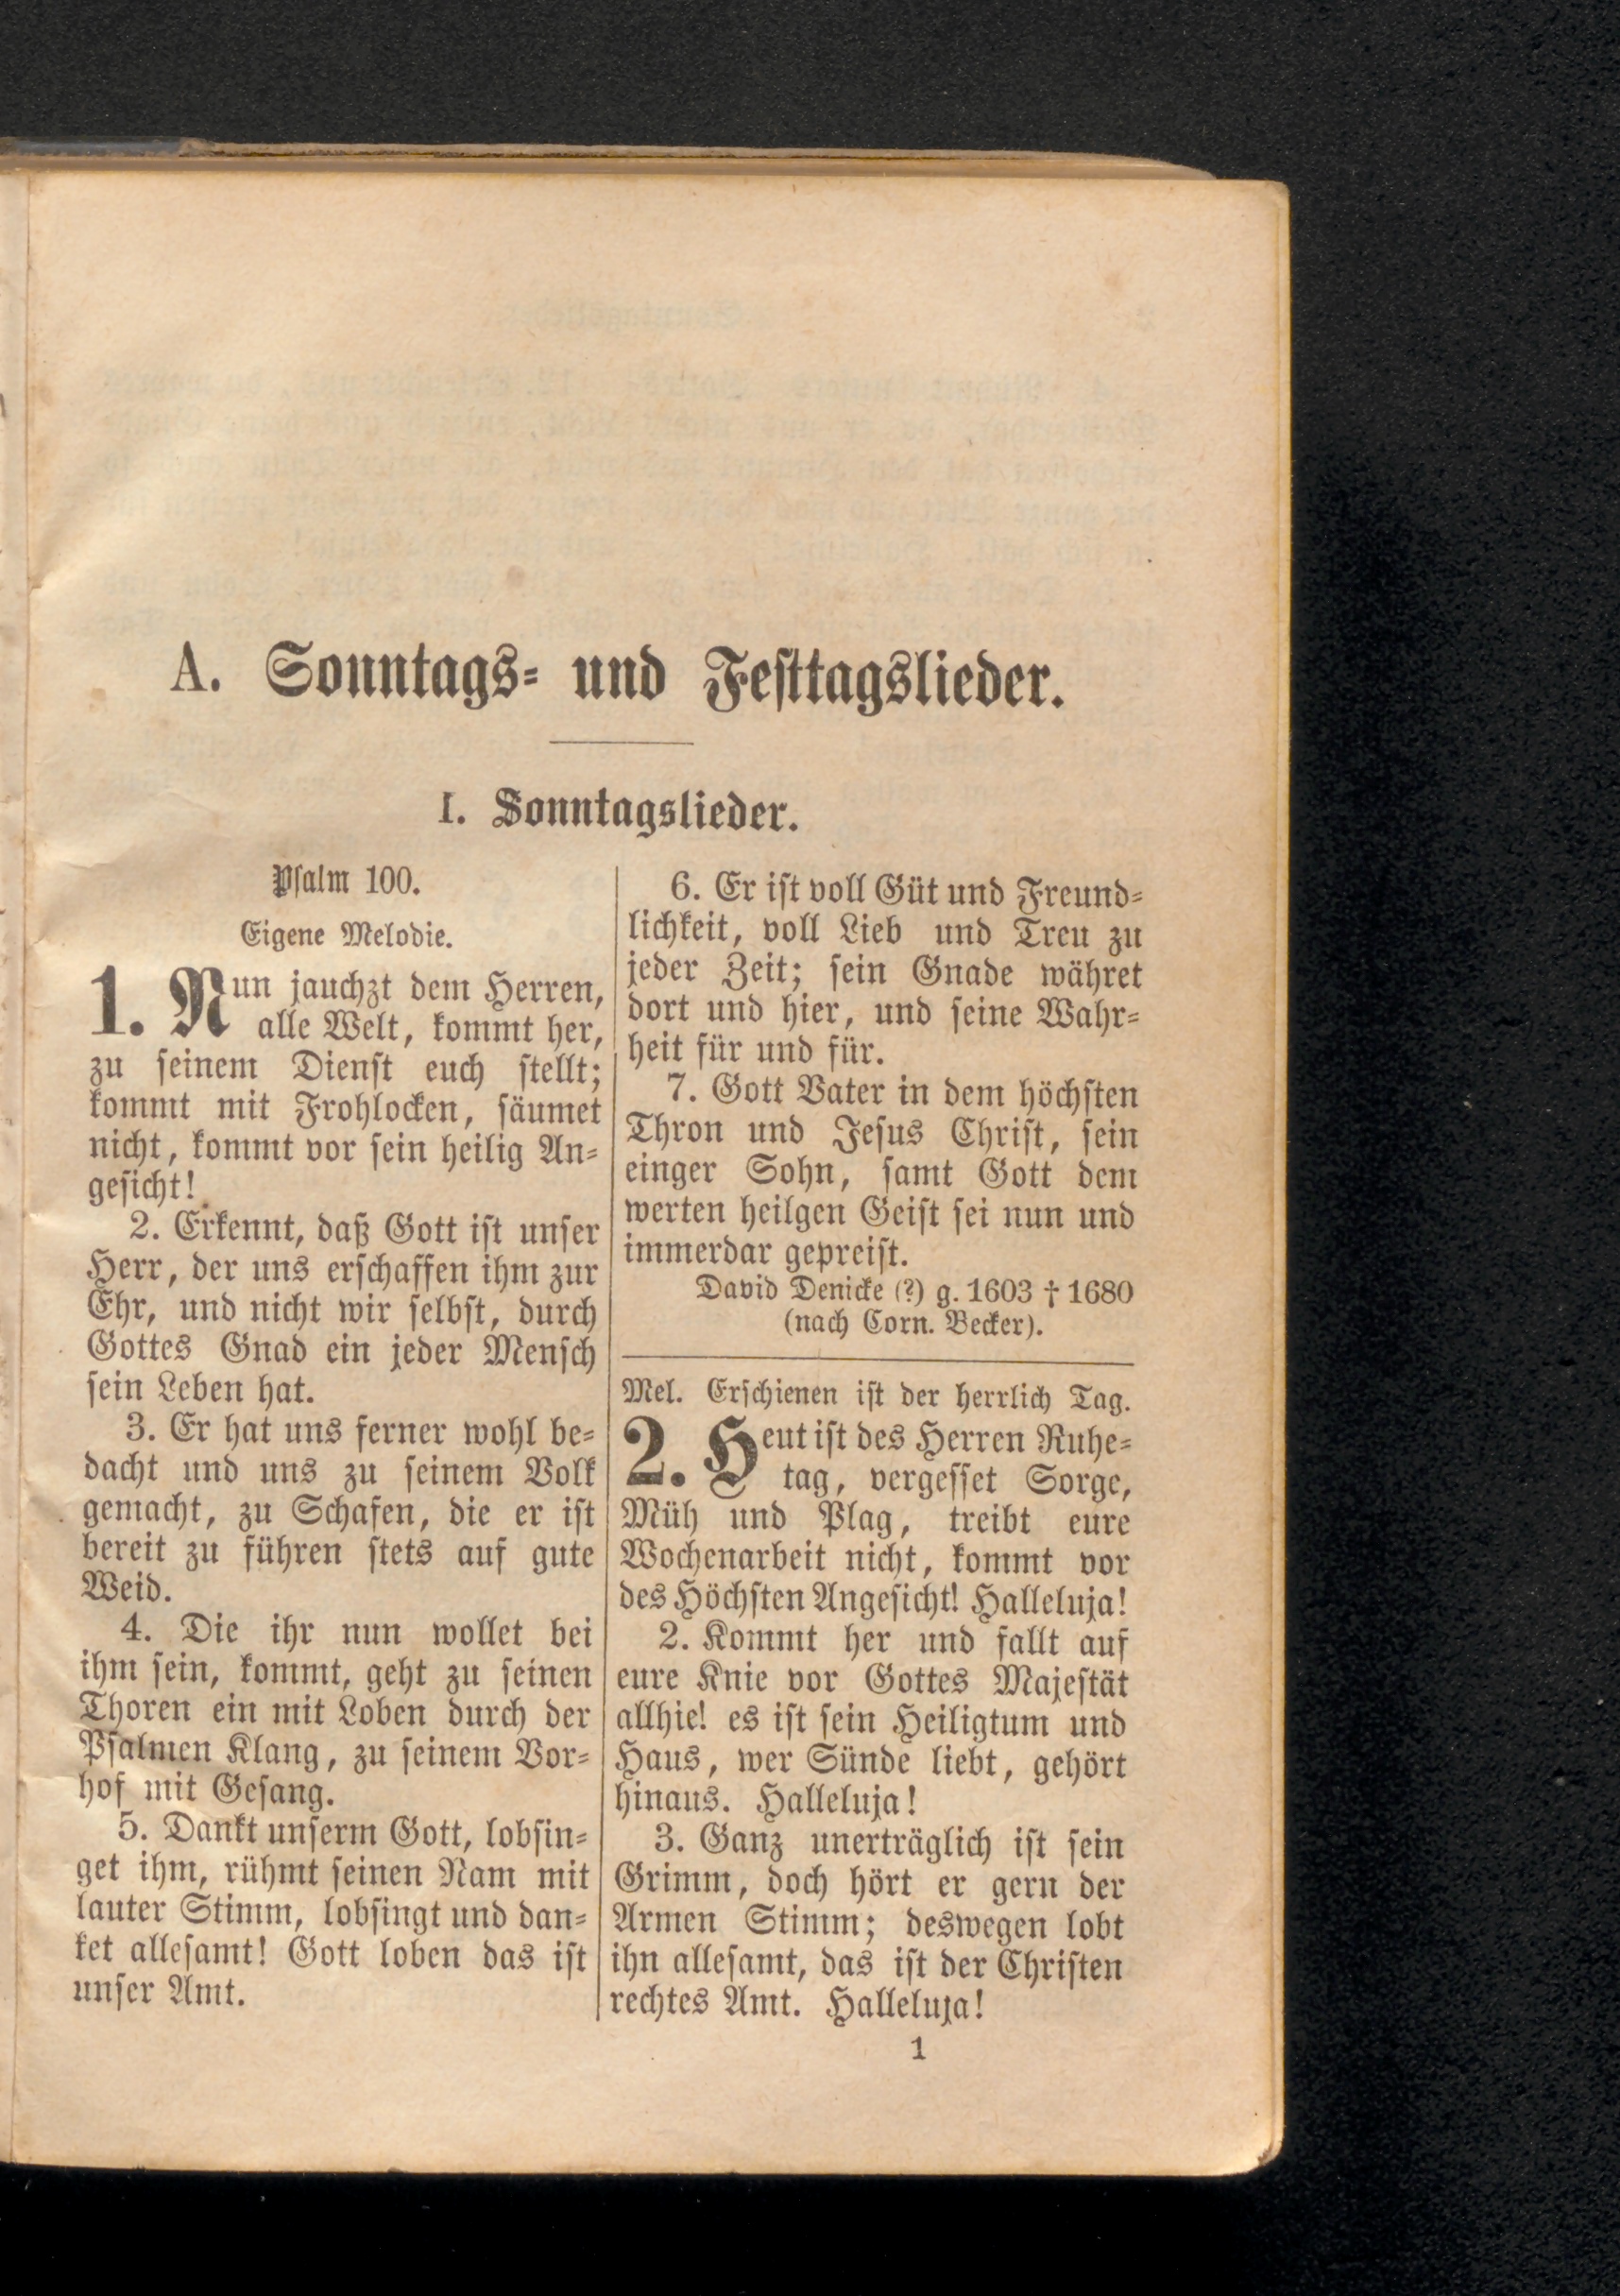 A. Sonntags- und Festtagslieder.
I. Sonntagslieder.
Psalm 100.
Eigene Melodie.
1. Nun jauchzt dem Herren,
alle Welt, kommt her,
zu seinem Dienst euch stellt;
kommt mit Frohlocken, säumet
nicht, kommt vor sein heilig An-
gesicht!
2. Erkennt, daß Gott ist unser
Herr, der uns erschaffen ihm zur
Ehr, und nicht wir selbst, durch
Gottes Gnad ein jeder Mensch
sein Leben hat.
3. Er hat uns ferner wohl be-
dacht und uns zu seinem Volk
gemacht, zu Schafen, die er ist
bereit zu führen stets auf gute
Weid.
4. Die ihr nun wollet bei
ihm sein, kommt, geht zu seinen
Thoren ein mit Loben durch der
Psalmen Klang, zu seinem Vor-
hof mit Gesang.
5. Dankt unserm Gott, lobsin-
get ihm, rühmt seinen Nam mit
lauter Stimm, lobsingt und dan-
ket allesamt! Gott loben das ist
unser Amt.
6. Er ist voll Güt und Freund-
lichkeit, voll Lieb und Treu zu
jeder Zeit; sein Gnade währet
dort und hier, und seine Wahr-
heit für und für.
7. Gott Vater in dem höchsten
Thron und Jesus Christ, sein
einger Sohn, samt Gott dem
werten heilgen Geist sei nun und
immerdar gepreist.
David Denicke (?) g. 1603 † 1680
(nach Corn. Becker).
Mel. Erschienen ist der herrlich Tag.
2. Heut ist des Herren Ruhe-
tag, vergesset Sorge,
Müh und Plag, treibt eure
Wochenarbeit nicht, kommt vor
des Höchsten Angesicht! Halleluja!
2. Kommt her und fallt auf
eure Knie vor Gottes Majestät
allhie! es ist sein Heiligtum und
Haus, wer Sünde liebt, gehört
hinaus. Halleluja!
3. Ganz unerträglich ist sein
Grimm, doch hört er gern der
Armen Stimm; deswegen lobt
ihn allesamt, das ist der Christen
rechtes Amt. Halleluja!
1